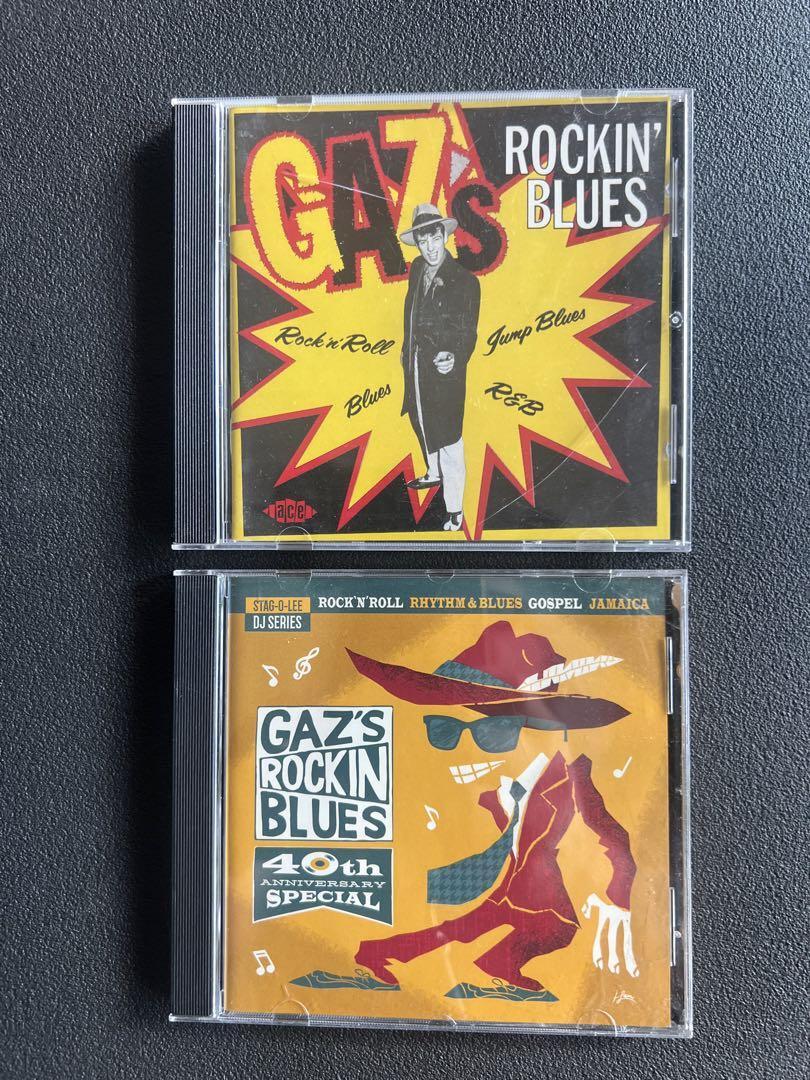 GAZ'S
ROCKIN'
BLUES
Rock'n'Roll
Jump Blues
Blues
R&B
ace
STAG-O-LEE
DJ SERIES
ROCK'N'ROLL RHYTHM & BLUES GOSPEL JAMAICA
GAZ'S
ROCKIN
BLUES
40th
ANNIVERSARY
SPECIAL